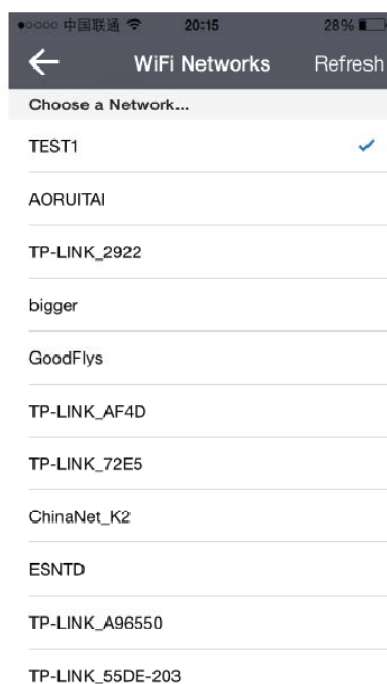 中国联通 20:15 28%
WiFi Networks Refresh
Choose a Network...
TEST1
AORUITAI
TP-LINK_2922
bigger
GoodFlys
TP-LINK_AF4D
TP-LINK_72E5
ChinaNet_K2
ESNTD
TP-LINK_A96550
TP-LINK_55DE-203